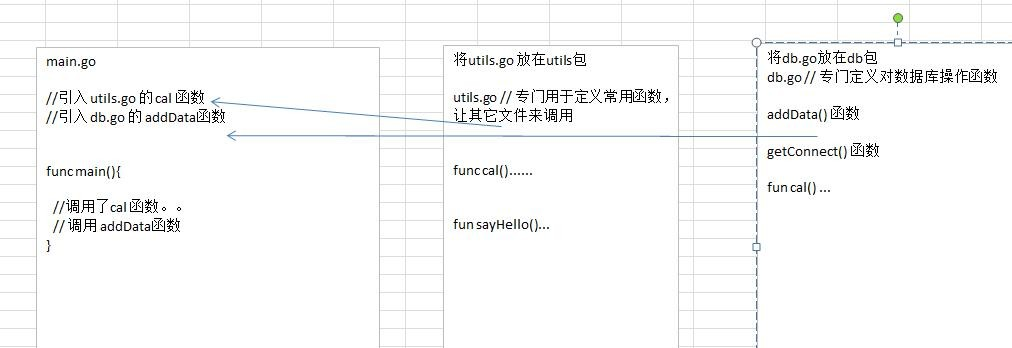 main.go
//引入 utils.go 的 cal 函数
//引入 db.go 的 addData函数
func main(){
//调用了cal 函数。。
// 调用 addData函数
}
将utils.go 放在utils包
utils.go // 专门用于定义常用函数，
让其它文件来调用
func cal()......
fun sayHello()...
将db.go放在db包
db.go // 专门定义对数据库操作函数
addData() 函数
getConnect() 函数
fun cal() ...